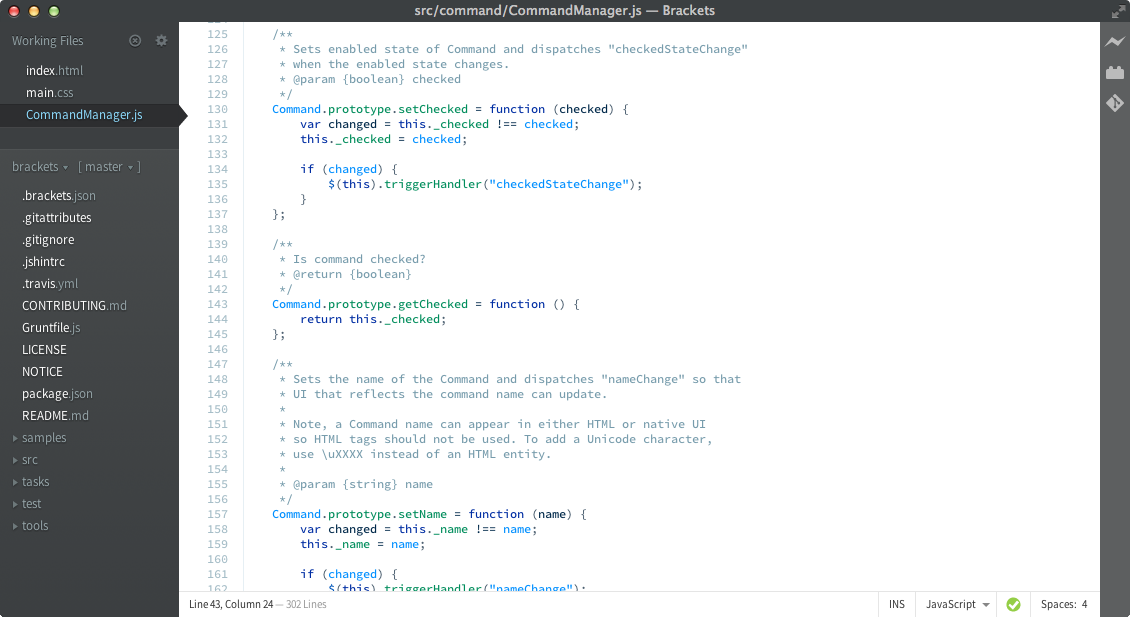 src/command/CommandManager.js — Brackets
Working Files
index.html
main.css
CommandManager.js
brackets [ master ]
.brackets.json
.gitattributes
.gitignore
.jshintrc
.travis.yml
CONTRIBUTING.md
Gruntfile.js
LICENSE
NOTICE
package.json
README.md
samples
src
tasks
test
tools
125     /**
126      * Sets enabled state of Command and dispatches "checkedStateChange"
127      * when the enabled state changes.
128      * @param {boolean} checked
129      */
130     Command.prototype.setChecked = function (checked) {
131         var changed = this._checked !== checked;
132         this._checked = checked;
133
134         if (changed) {
135             $(this).triggerHandler("checkedStateChange");
136         }
137     };
138
139     /**
140      * Is command checked?
141      * @return {boolean}
142      */
143     Command.prototype.getChecked = function () {
144         return this._checked;
145     };
146
147     /**
148      * Sets the name of the Command and dispatches "nameChange" so that
149      * UI that reflects the command name can update.
150      *
151      * Note, a Command name can appear in either HTML or native UI
152      * so HTML tags should not be used. To add a Unicode character,
153      * use \uXXXX instead of an HTML entity.
154      *
155      * @param {string} name
156      */
157     Command.prototype.setName = function (name) {
158         var changed = this._name !== name;
159         this._name = name;
160
161         if (changed) {
162             $(this).triggerHandler("nameChange");
Line 43, Column 24 — 302 Lines
INS JavaScript Spaces: 4